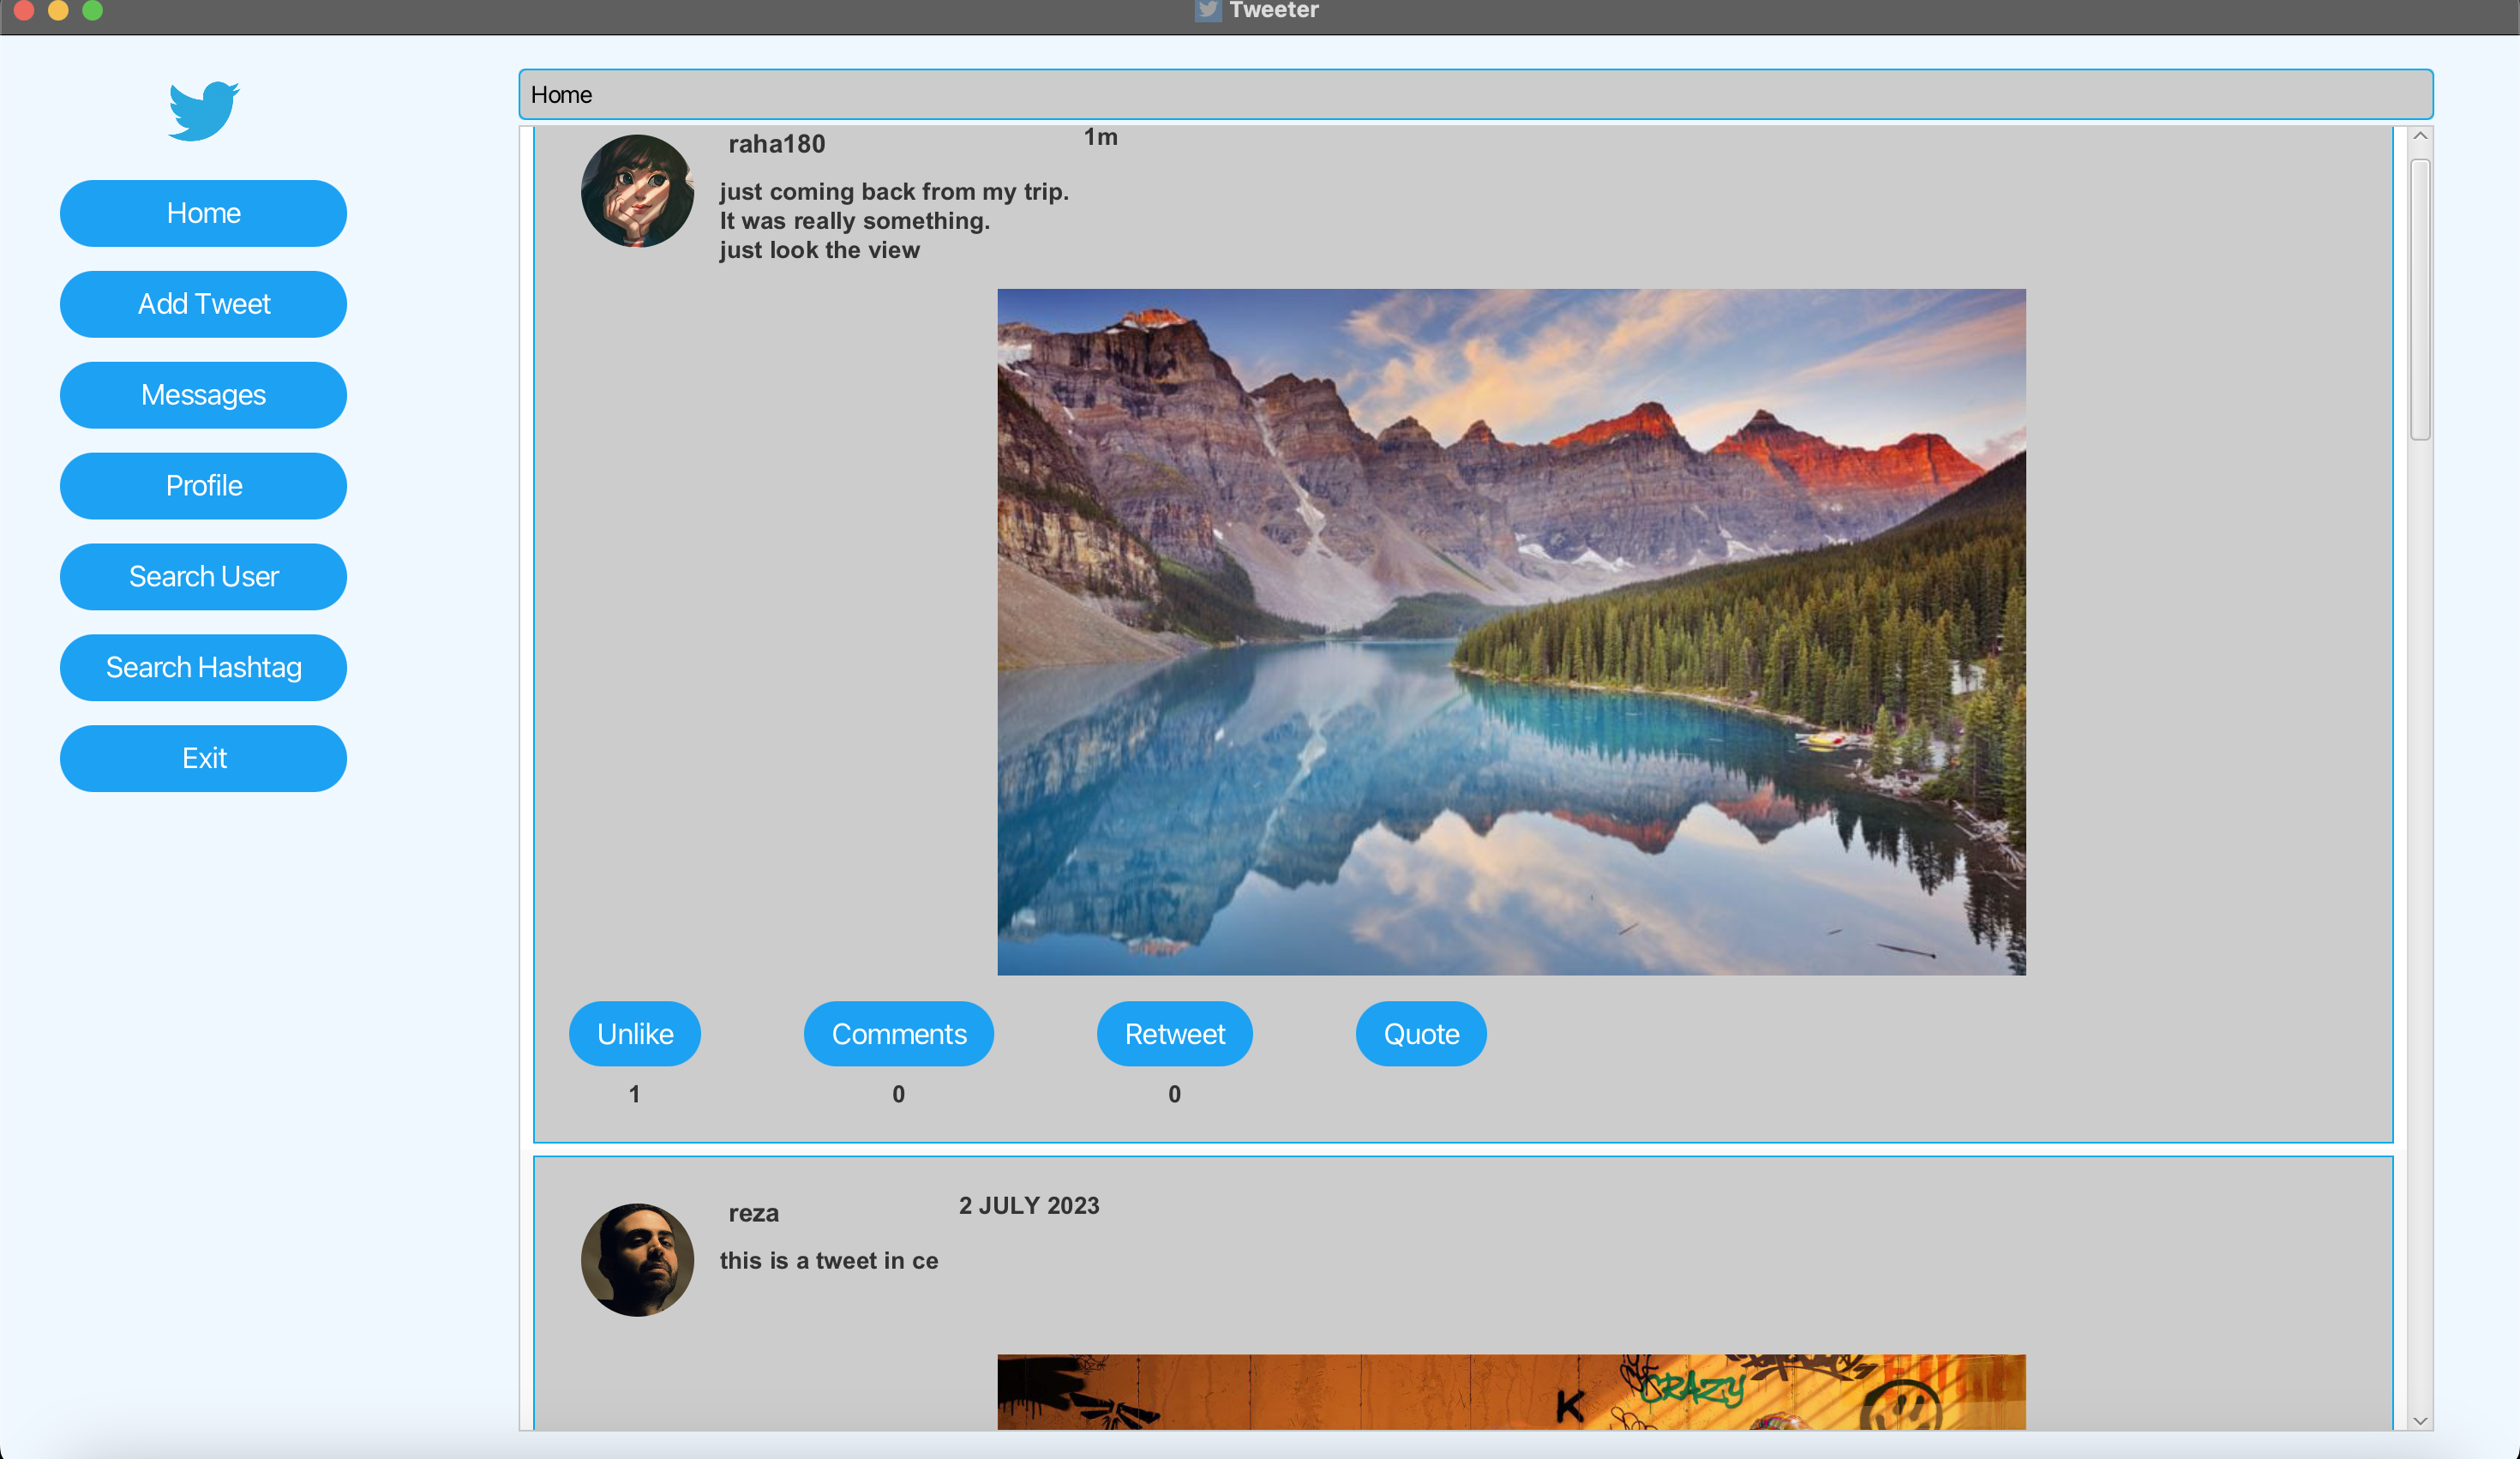 Tweeter
Home
Add Tweet
Messages
Profile
Search User
Search Hashtag
Exit
Home
raha180
1m
just coming back from my trip.
It was really something.
just look the view
Unlike
Comments
Retweet
Quote
1
0
0
reza
2 JULY 2023
this is a tweet in ce
K
CRAZY